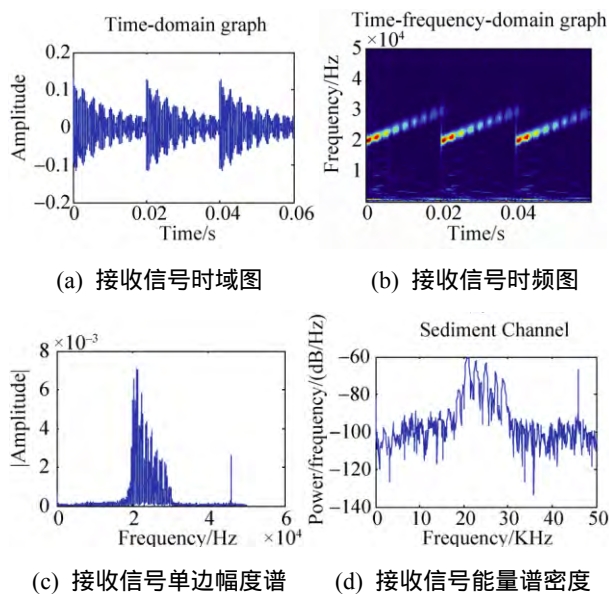 Time-domain graph
0.2
0.1
0
−0.1
−0.2
Amplitude
0 0.02 0.04 0.06
Time/s
(a) 接收信号时域图
Time-frequency-domain graph
×10⁴
5
4
3
2
1
Frequency/Hz
0 0.02 0.04
Time/s
(b) 接收信号时频图
×10⁻³
8
6
4
2
0
|Amplitude|
0 2 4 6
Frequency/Hz ×10⁴
(c) 接收信号单边幅度谱
Sediment Channel
−60
−80
−100
−120
−140
Power/frequency/(dB/Hz)
0 10 20 30 40 50
Frequency/KHz
(d) 接收信号能量谱密度